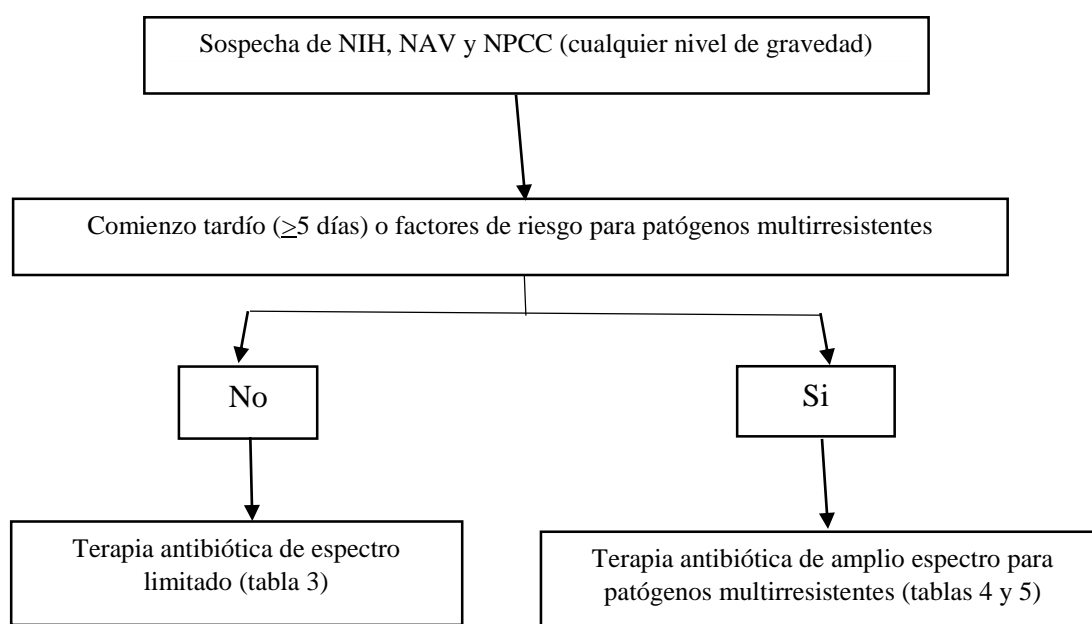 Sospecha de NIH, NAV y NPCC (cualquier nivel de gravedad)
Comienzo tardío (≥5 días) o factores de riesgo para patógenos multirresistentes
No
Si
Terapia antibiótica de espectro
limitado (tabla 3)
Terapia antibiótica de amplio espectro para
patógenos multirresistentes (tablas 4 y 5)